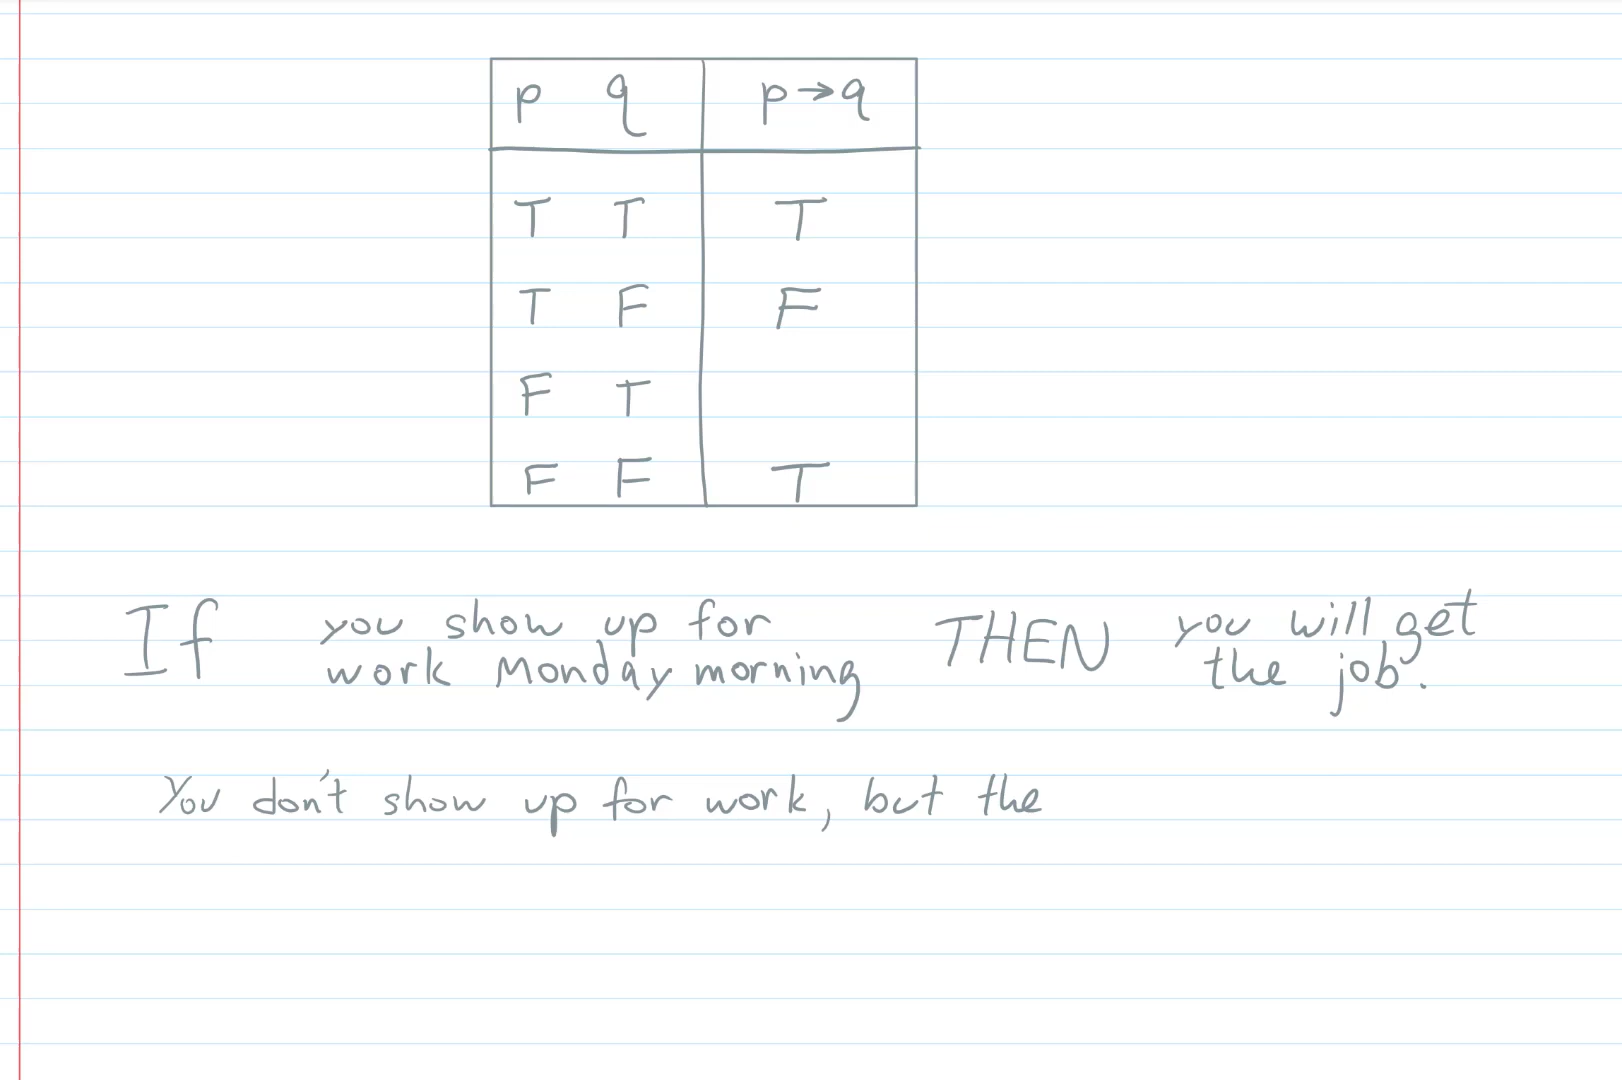 p q p→q
T T T
T F F
F T
F F T
If you show up for THEN you will get
work Monday morning the job.
You don't show up for work, but the